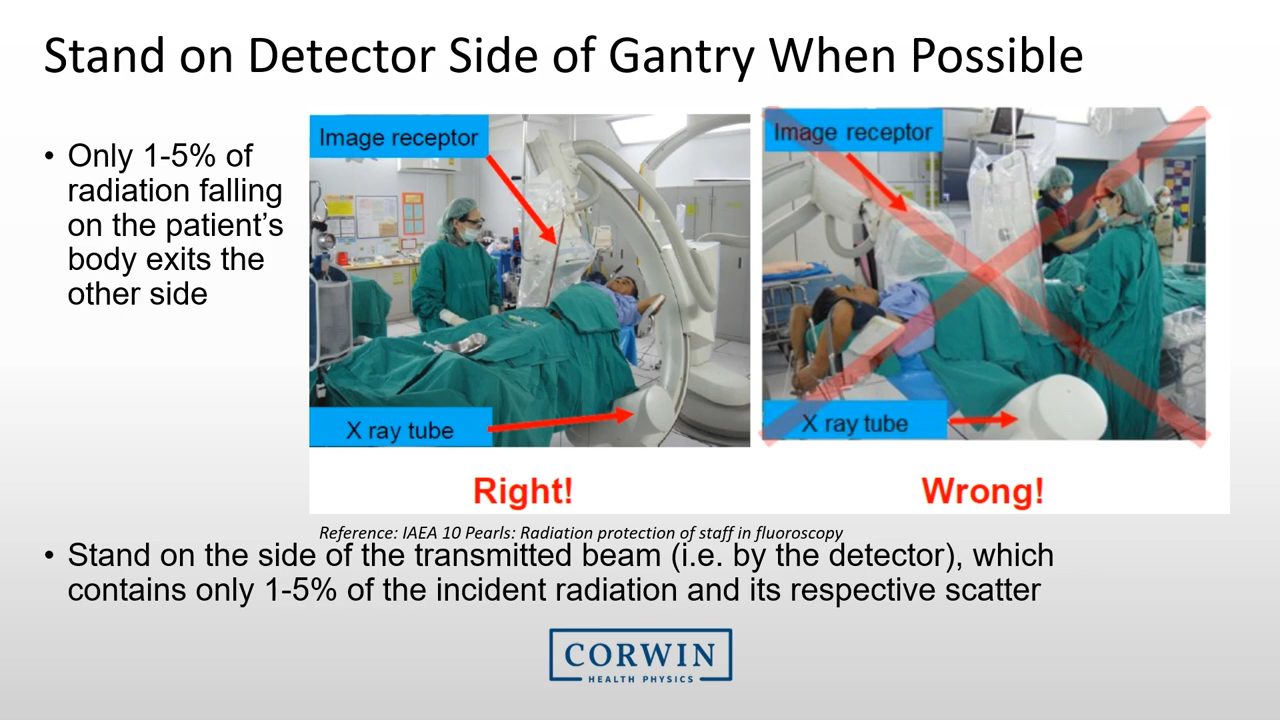 Stand on Detector Side of Gantry When Possible
• Only 1-5% of
radiation falling
on the patient’s
body exits the
other side
Image receptor
X ray tube
Right!
Image receptor
X ray tube
Wrong!
Reference: IAEA 10 Pearls: Radiation protection of staff in fluoroscopy
• Stand on the side of the transmitted beam (i.e. by the detector), which
contains only 1-5% of the incident radiation and its respective scatter
CORWIN
HEALTH PHYSICS